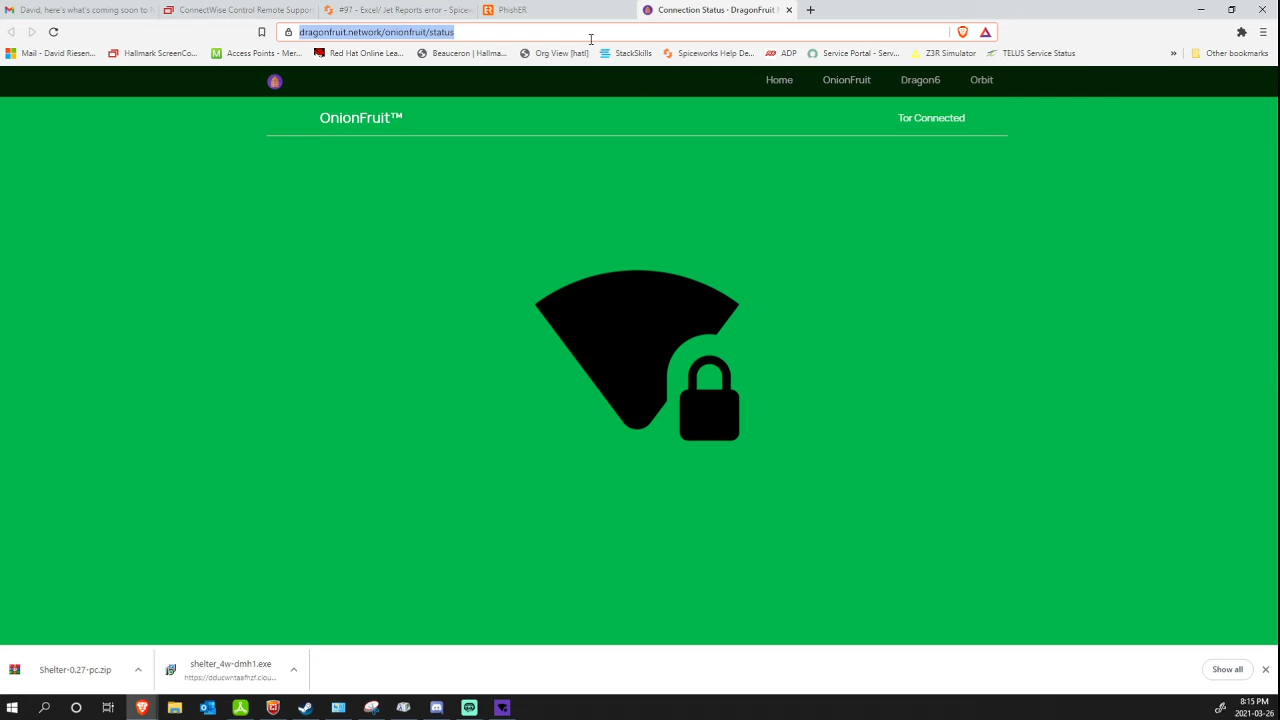 David, here's what's coming soon to N
ConnectWise Control Remote Suppor
#97 - Excel/ Jet Reports error - Spicew
PhishER
Connection Status · DragonFruit N
dragonfruit.network/onionfruit/status
Mail - David Riesen...
Hallmark ScreenCo...
Access Points - Mer...
Red Hat Online Lea...
Beauceron | Hallma...
Org View [hatl]
StackSkills
Spiceworks Help De...
ADP
Service Portal - Serv...
Z3R Simulator
TELUS Service Status
»
Other bookmarks
Home
OnionFruit
Dragon6
Orbit
OnionFruit™
Tor Connected
Shelter-0.27-pc.zip
shelter_4w-dmh1.exe
https://dducwntaafnzf.clou...
Show all
8:15 PM
2021-03-26